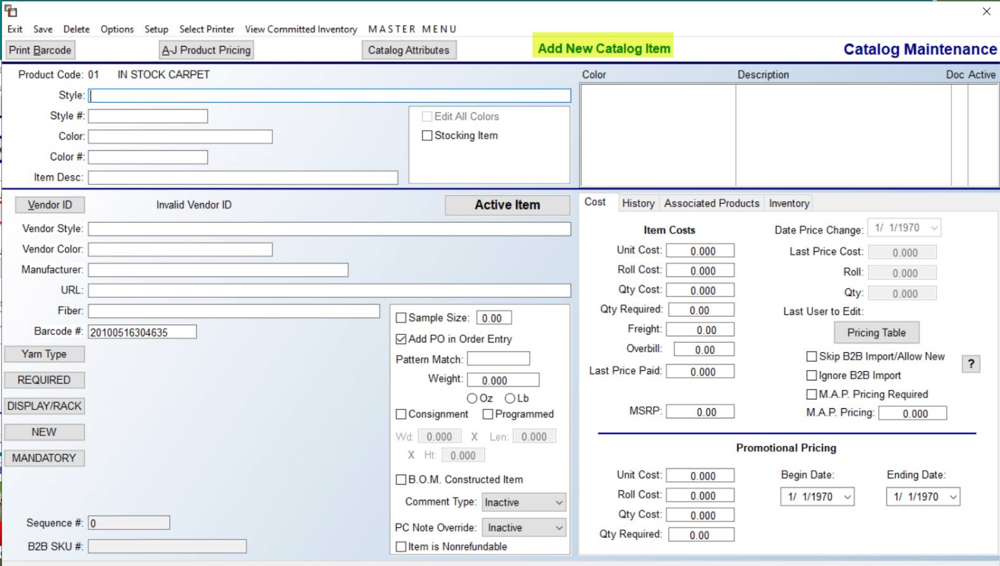 Exit Save Delete Options Setup Select Printer View Committed Inventory MASTER MENU
Print Barcode A-J Product Pricing Catalog Attributes Add New Catalog Item Catalog Maintenance
Product Code: 01 IN STOCK CARPET
Style:
Style #:
Color:
Color #:
Item Desc:
Edit All Colors
Stocking Item
Color Description Doc Active
Vendor ID Invalid Vendor ID Active Item
Vendor Style:
Vendor Color:
Manufacturer:
URL:
Fiber:
Barcode #: 20100516304635
Yarn Type
REQUIRED
DISPLAY/RACK
NEW
MANDATORY
Sequence #: 0
B2B SKU #:
Sample Size: 0.00
Add PO in Order Entry
Pattern Match:
Weight: 0.000
Oz Lb
Consignment Programmed
Wd: 0.000 X Len: 0.000
X Ht: 0.000
B.O.M. Constructed Item
Comment Type: Inactive
PC Note Override: Inactive
Item is Nonrefundable
Cost History Associated Products Inventory
Item Costs
Unit Cost: 0.000
Roll Cost: 0.000
Qty Cost: 0.000
Qty Required: 0.00
Freight: 0.00
Overbill: 0.00
Last Price Paid: 0.000
MSRP: 0.00
Date Price Change: 1/ 1/1970
Last Price Cost: 0.000
Roll: 0.000
Qty: 0.000
Last User to Edit:
Pricing Table
Skip B2B Import/Allow New ?
Ignore B2B Import
M.A.P. Pricing Required
M.A.P. Pricing: 0.000
Promotional Pricing
Unit Cost: 0.000
Roll Cost: 0.000
Qty Cost: 0.000
Qty Required: 0.00
Begin Date: Ending Date:
1/ 1/1970 1/ 1/1970